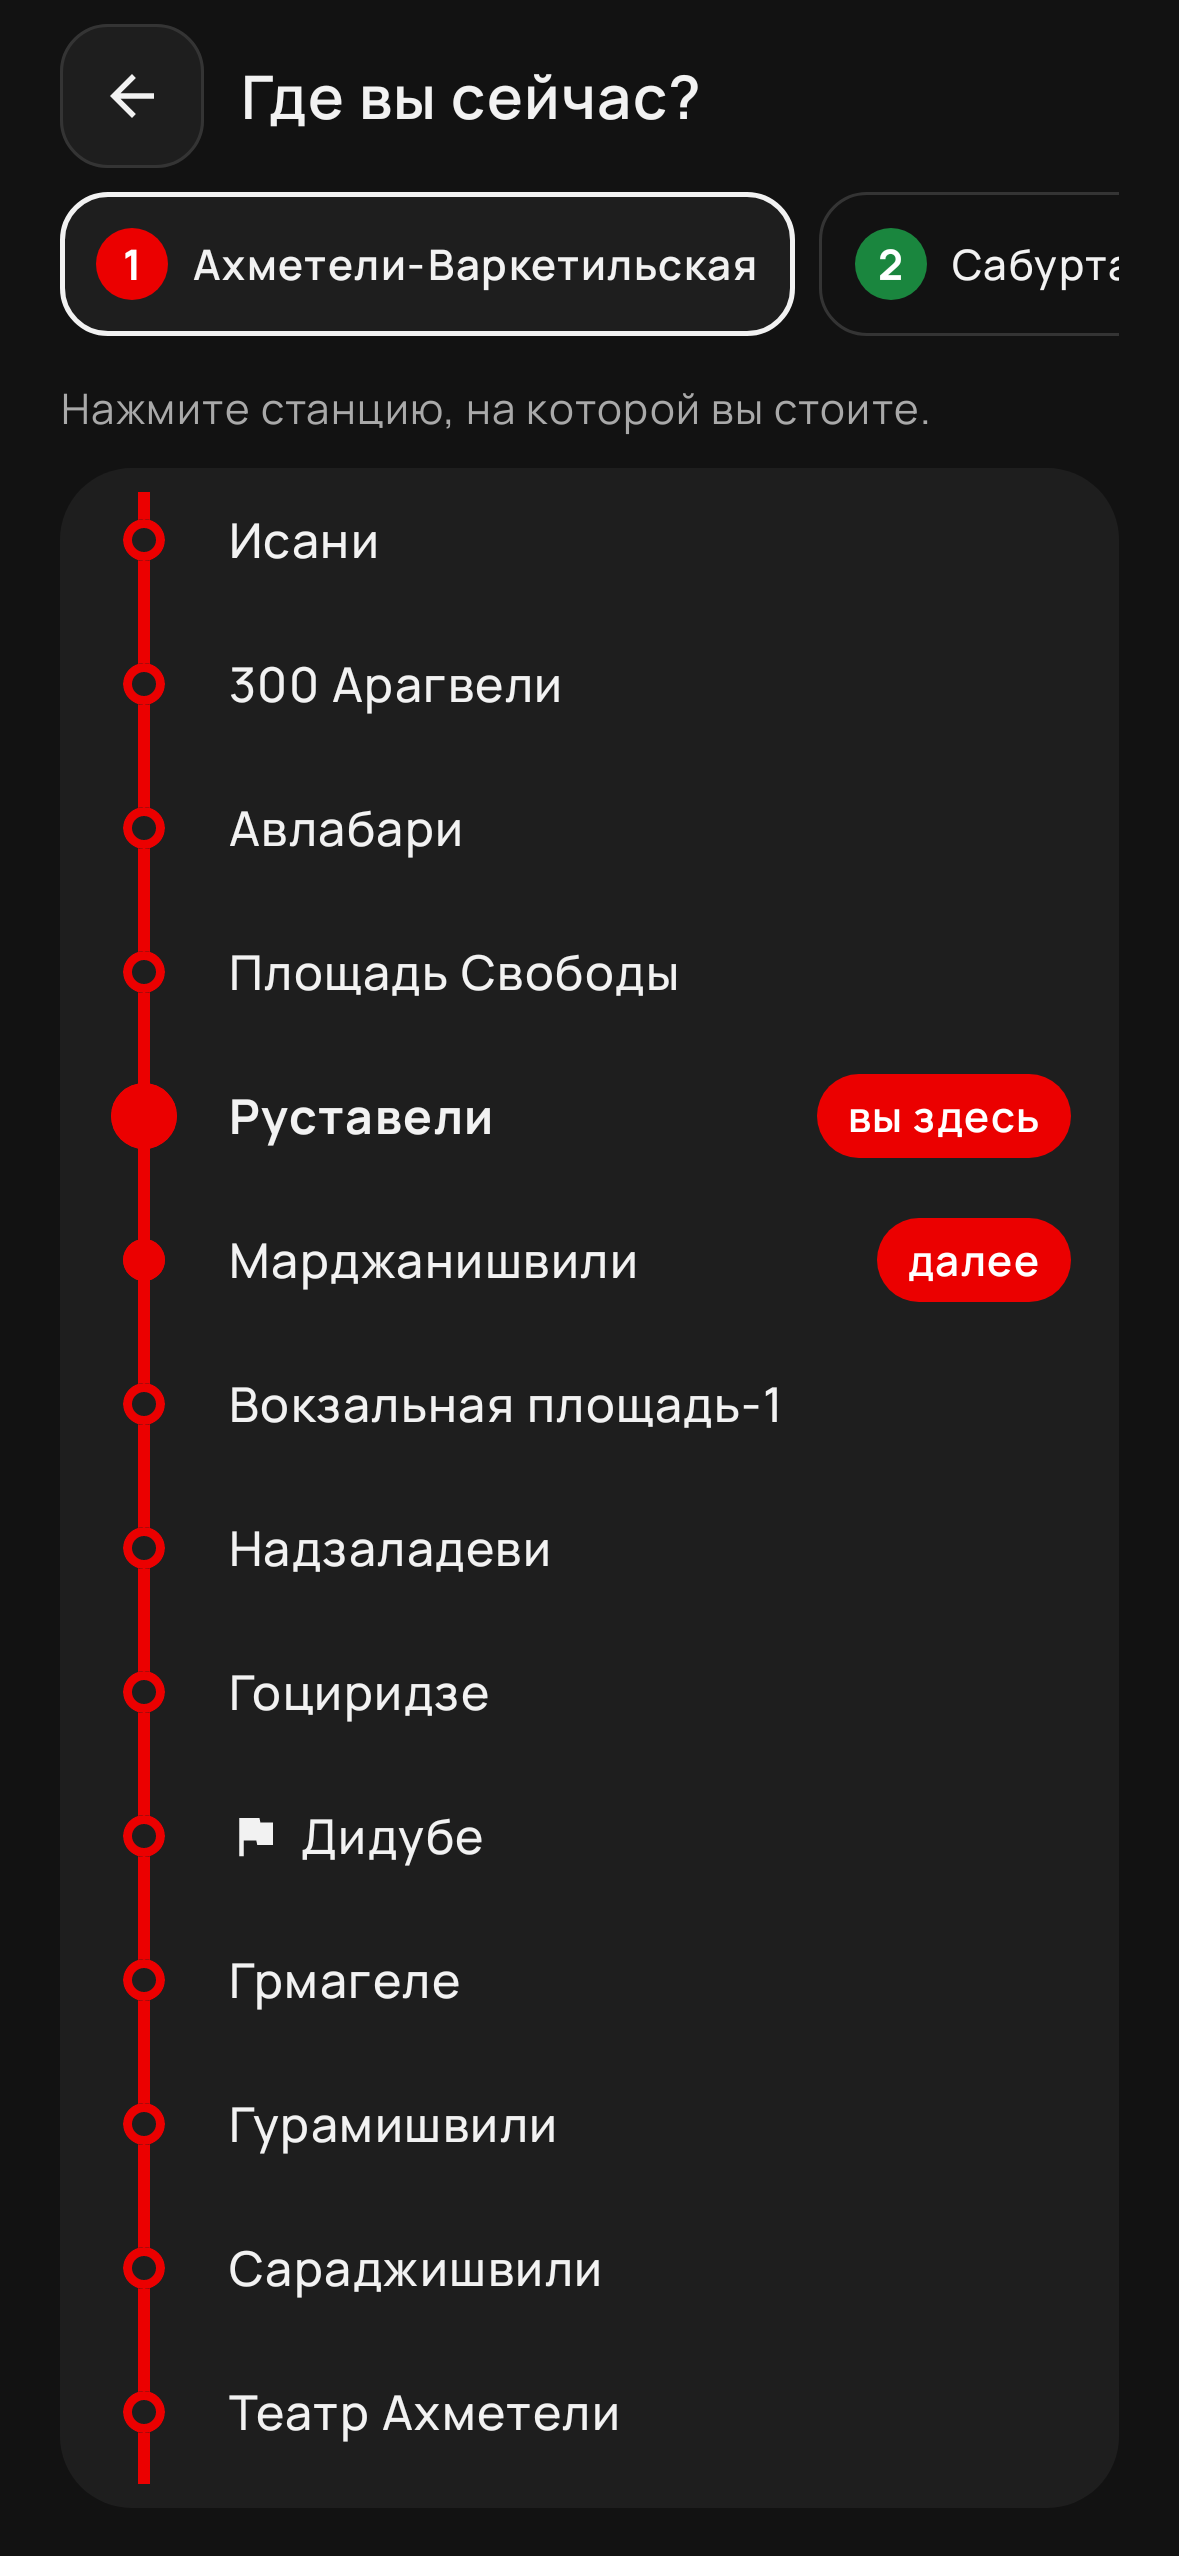 Где вы сейчас?
1 Ахметели-Варкетильская
2
Нажмите станцию, на которой вы стоите.
Исани
300 Арагвели
Авлабари
Площадь Свободы
Руставели вы здесь
Марджанишвили далее
Вокзальная площадь-1
Надзаладеви
Гоциридзе
Дидубе
Грмагеле
Гурамишвили
Сараджишвили
Театр Ахметели